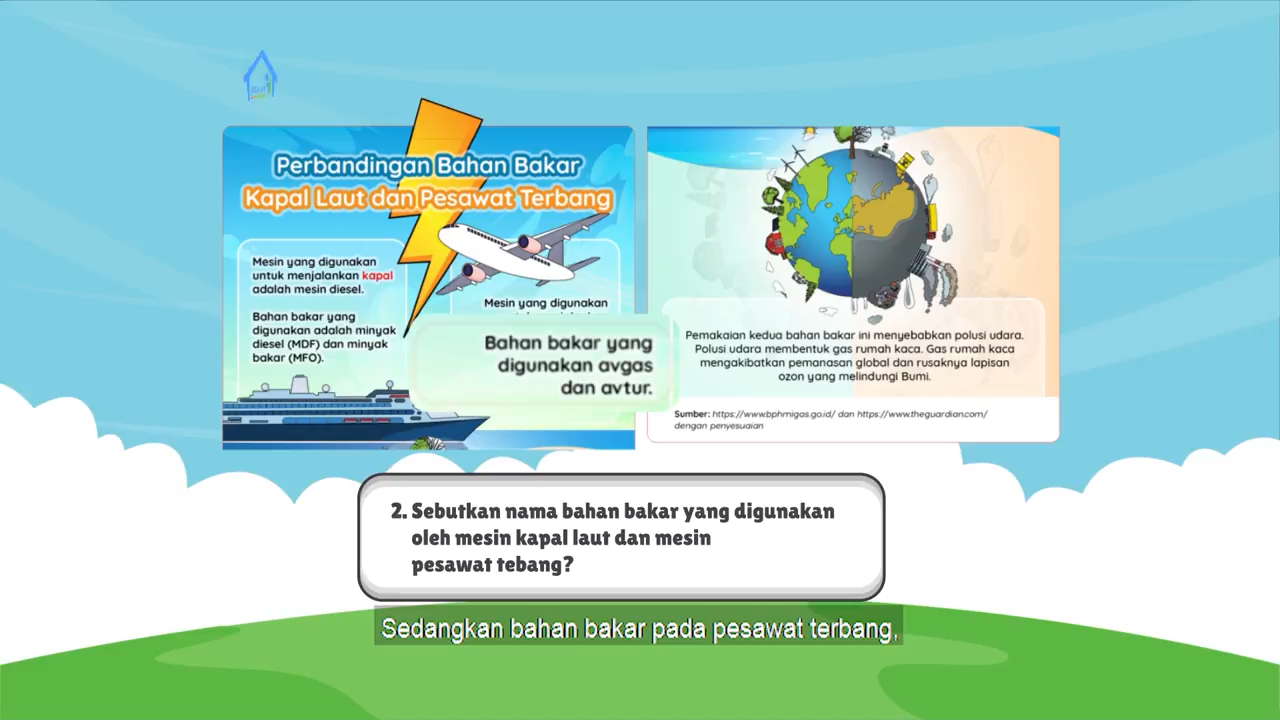 Perbandingan Bahan Bakar
Kapal Laut dan Pesawat Terbang
Mesin yang digunakan
untuk menjalankan kapal
adalah mesin diesel.
Bahan bakar yang
digunakan adalah minyak
diesel (MDF) dan minyak
bakar (MFO).
Mesin yang digunakan
Bahan bakar yang
digunakan avgas
dan avtur.
Pemakaian kedua bahan bakar ini menyebabkan polusi udara.
Polusi udara membentuk gas rumah kaca. Gas rumah kaca
mengakibatkan pemanasan global dan rusaknya lapisan
ozon yang melindungi Bumi.
Sumber: https://www.bphmigas.go.id/ dan https://www.theguardian.com/
dengan penyesuaian
2. Sebutkan nama bahan bakar yang digunakan
oleh mesin kapal laut dan mesin
pesawat tebang?
Sedangkan bahan bakar pada pesawat terbang,